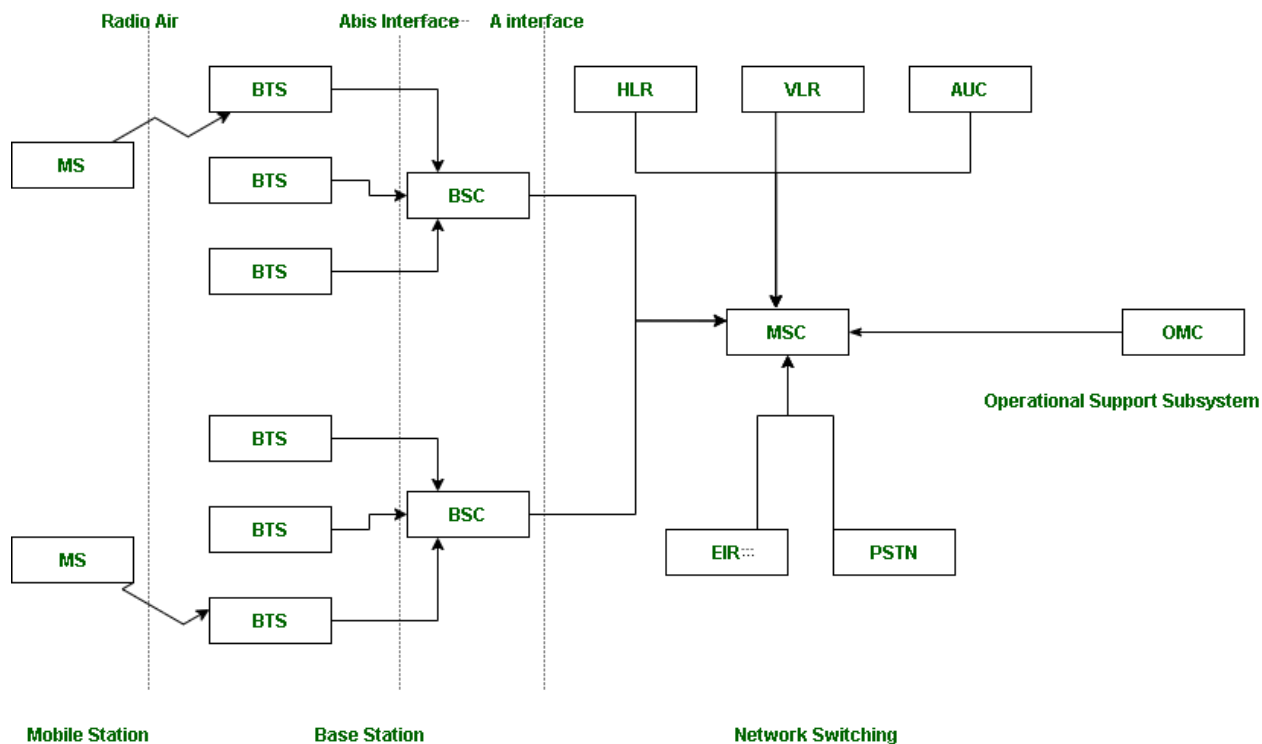 Radio Air
Abis Interface
A interface
BTS
HLR
VLR
AUC
MS
BTS
BSC
BTS
MSC
OMC
Operational Support Subsystem
BTS
BSC
BTS
MS
EIR
PSTN
BTS
Mobile Station
Base Station
Network Switching